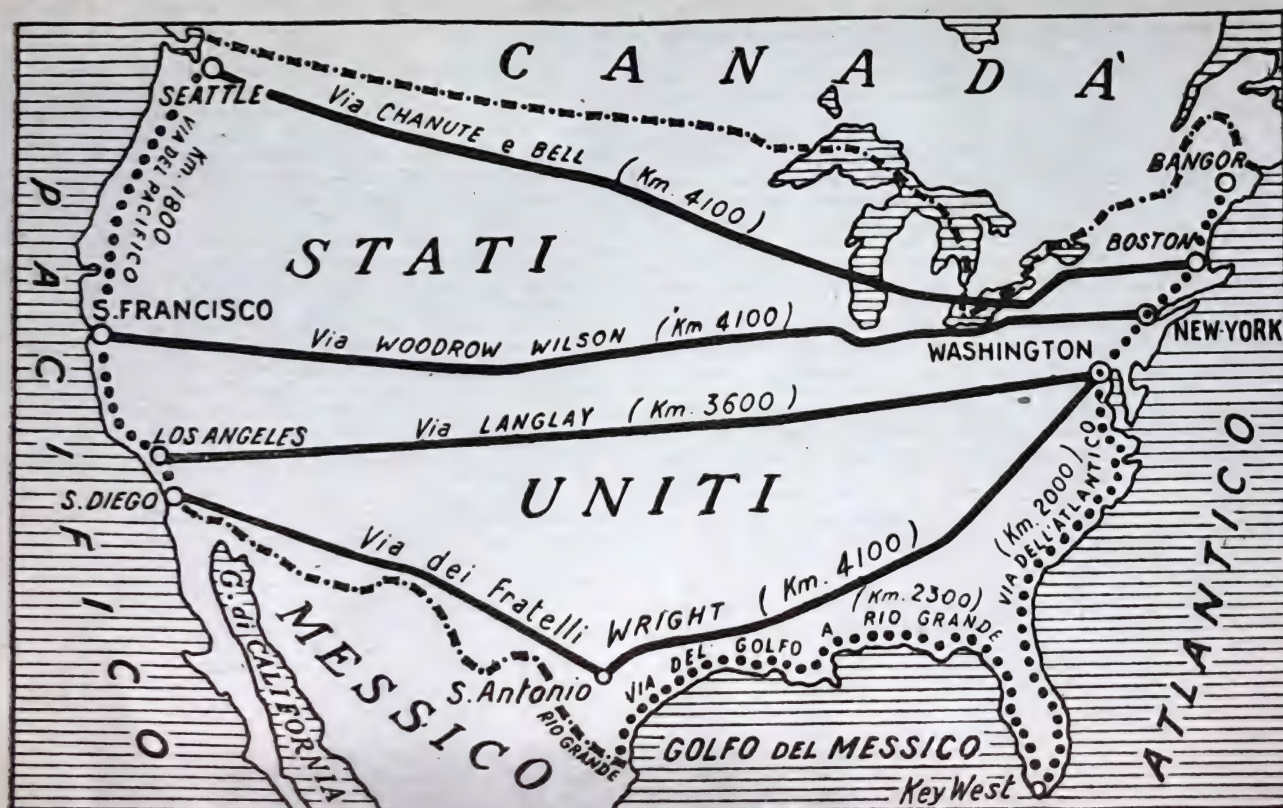 CANADÀ
SEATTLE
Via CHANUTE e BELL (Km. 4100)
BANGOR
Km. 1800
VIA DEL PACIFICO
BOSTON
STATI
S. FRANCISCO
Via WOODROW WILSON (Km 4100)
NEW-YORK
WASHINGTON
PACIFICO
Via LANGLAY (Km. 3600)
LOS ANGELES
UNITI
S. DIEGO
Via dei Fratelli WRIGHT (Km. 4100)
(Km. 2000)
VIA DELL'ATLANTICO
ATLANTICO
(Km. 2300)
VIA DEL GOLFO A RIO GRANDE
G. di CALIFORNIA
MESSICO
S. Antonio
RIO GRANDE
GOLFO DEL MESSICO
Key West